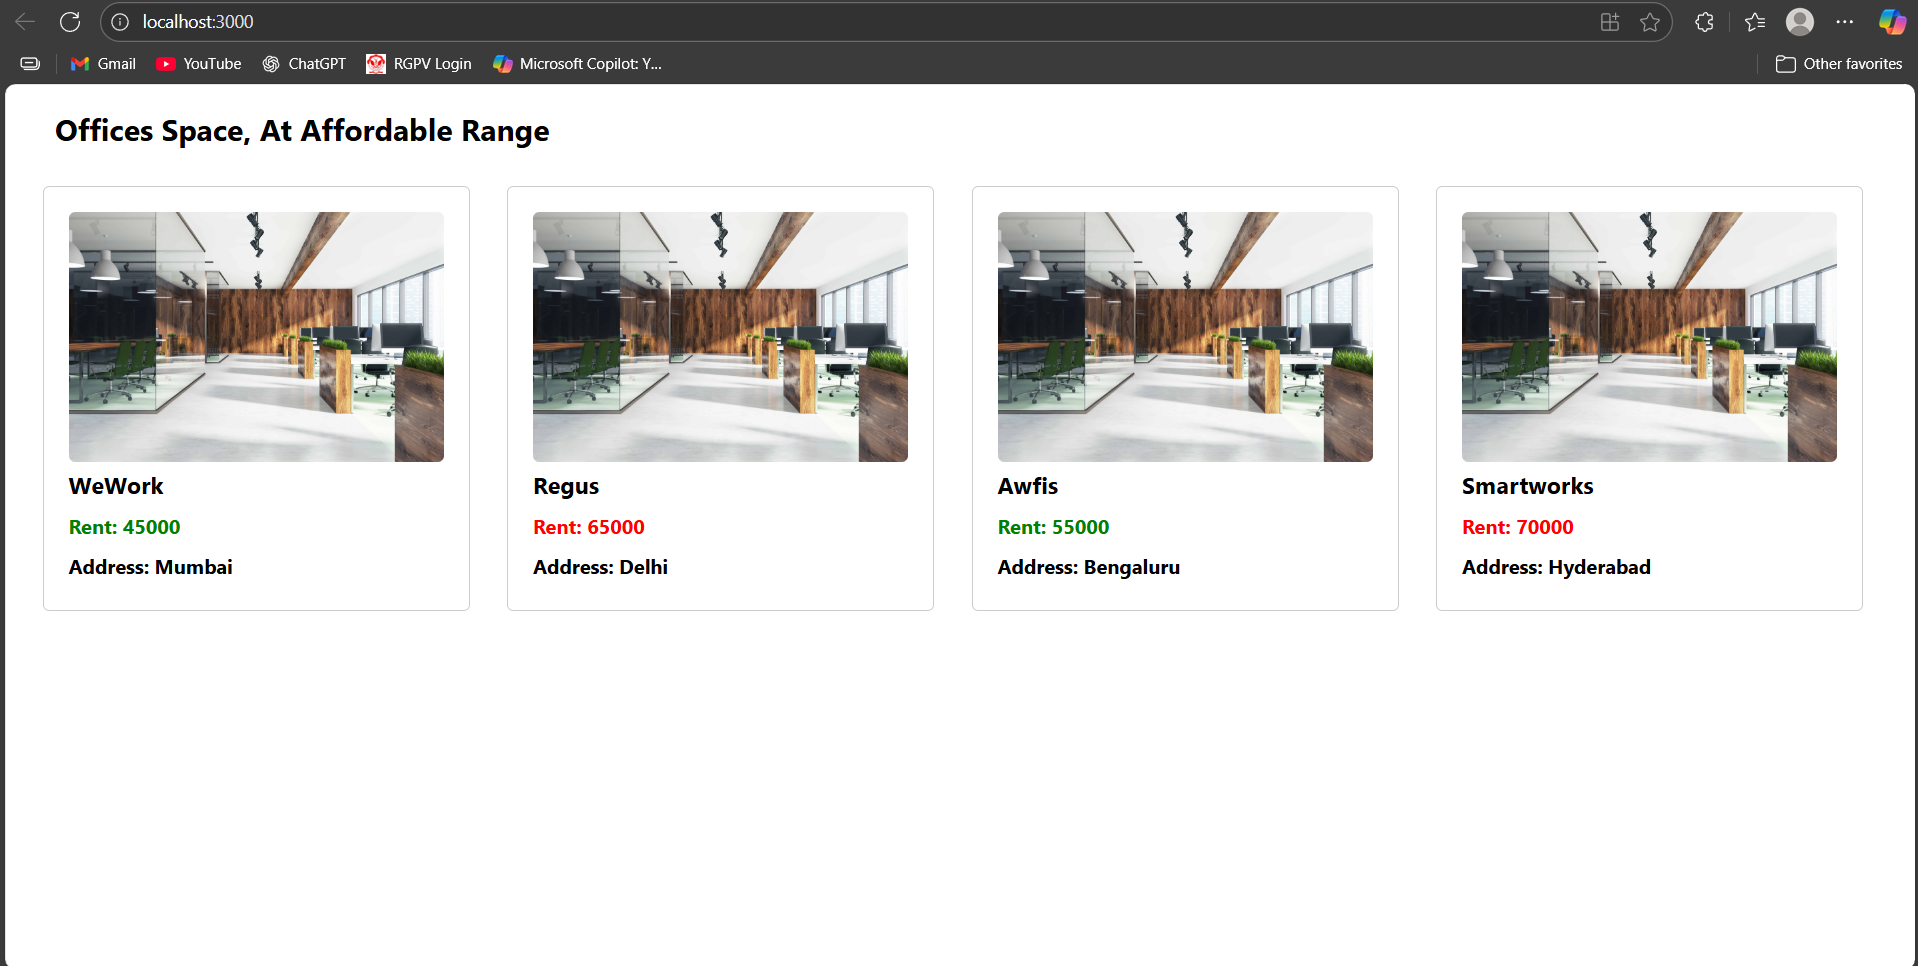 localhost:3000
Gmail YouTube ChatGPT RGPV Login Microsoft Copilot: Y... Other favorites
Offices Space, At Affordable Range
WeWork
Rent: 45000
Address: Mumbai
Regus
Rent: 65000
Address: Delhi
Awfis
Rent: 55000
Address: Bengaluru
Smartworks
Rent: 70000
Address: Hyderabad